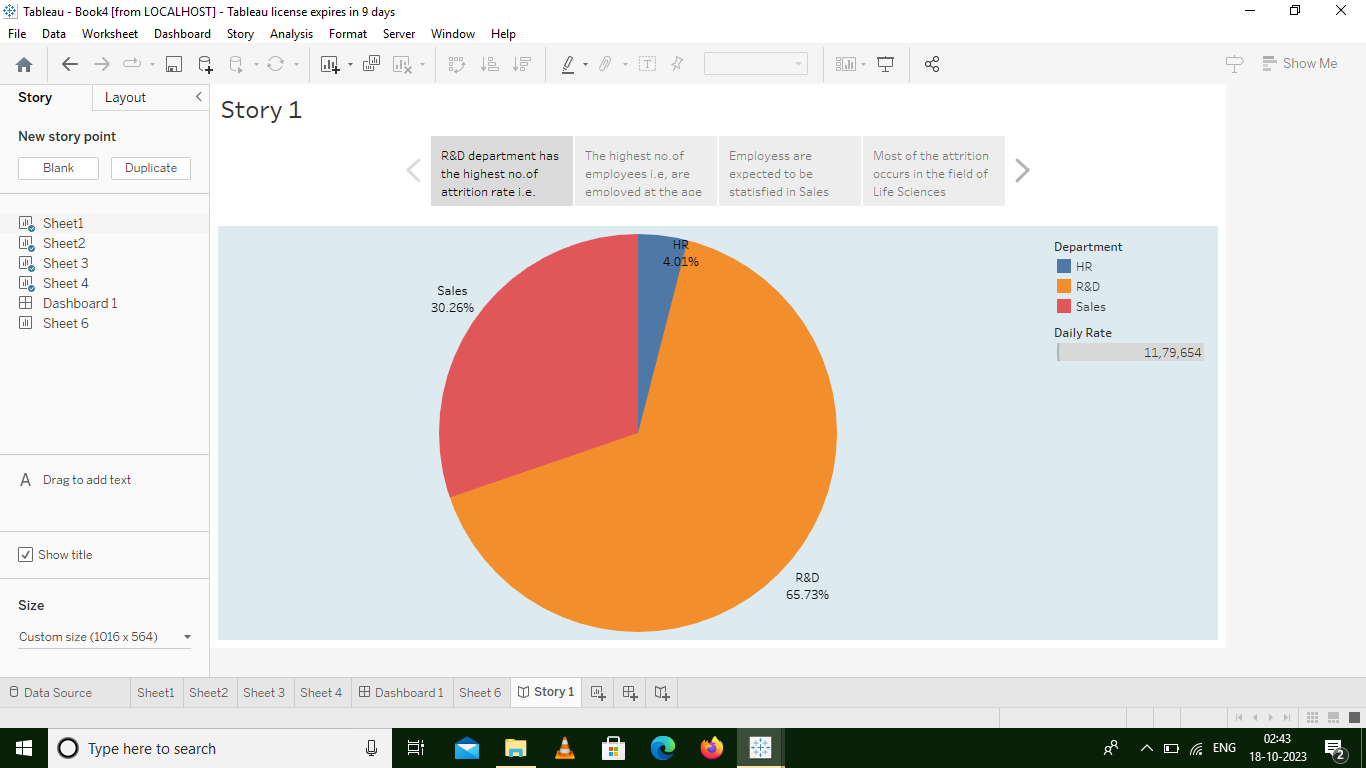 Tableau - Book4 [from LOCALHOST] - Tableau license expires in 9 days
File Data Worksheet Dashboard Story Analysis Format Server Window Help
Show Me
Story Layout
New story point
Blank Duplicate
Sheet1
Sheet2
Sheet 3
Sheet 4
Dashboard 1
Sheet 6
A Drag to add text
Show title
Size
Custom size (1016 x 564)
Story 1
R&D department has
the highest no.of
attrition rate i.e.
The highest no.of
employees i.e, are
employed at the age
Employess are
expected to be
statisfied in Sales
Most of the attrition
occurs in the field of
Life Sciences
HR
4.01%
Sales
30.26%
R&D
65.73%
Department
HR
R&D
Sales
Daily Rate
11,79,654
Data Source Sheet1 Sheet2 Sheet 3 Sheet 4 Dashboard 1 Sheet 6 Story 1
Type here to search
ENG
02:43
18-10-2023
2